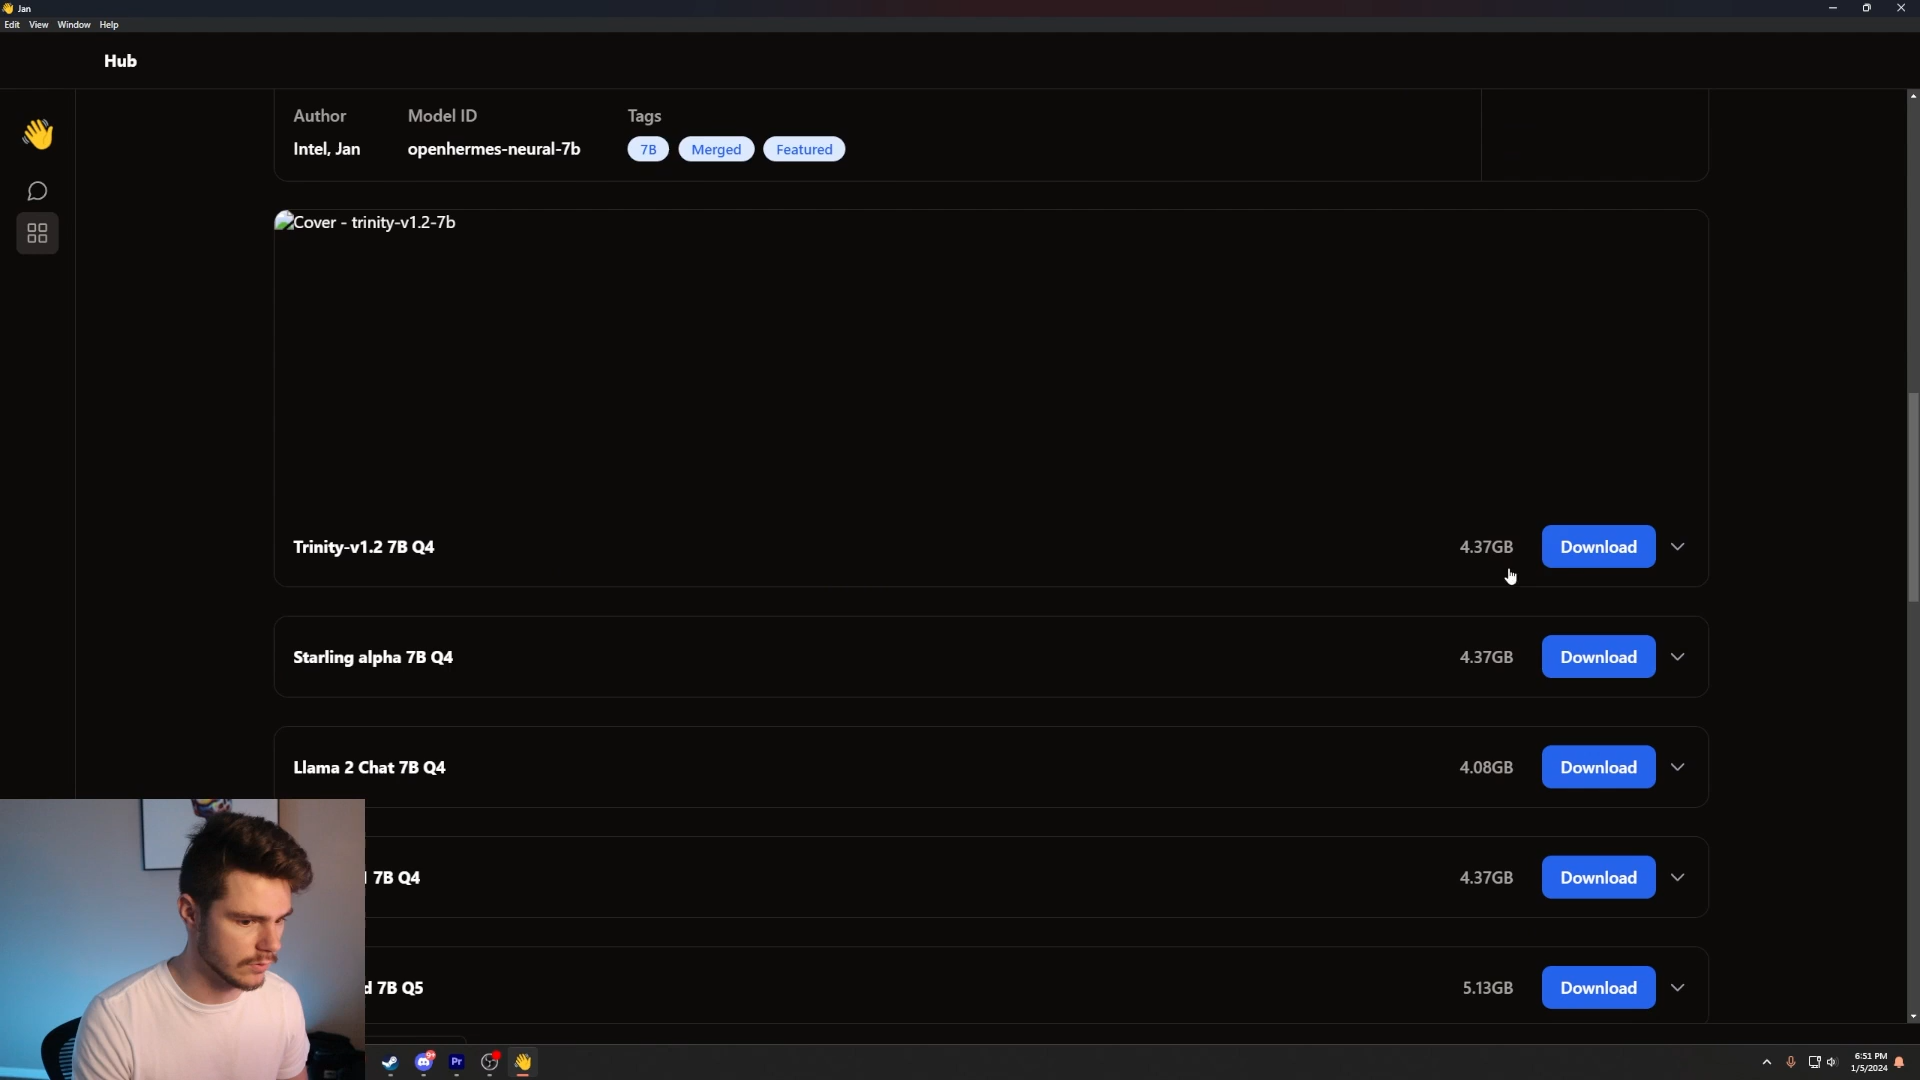 Jan
Edit View Window Help
Hub
Author Model ID Tags
Intel, Jan openhermes-neural-7b 7B Merged Featured
Cover - trinity-v1.2-7b
Trinity-v1.2 7B Q4 4.37GB Download
Starling alpha 7B Q4 4.37GB Download
Llama 2 Chat 7B Q4 4.08GB Download
7B Q4 4.37GB Download
7B Q5 5.13GB Download
Pr
6:51 PM
1/5/2024